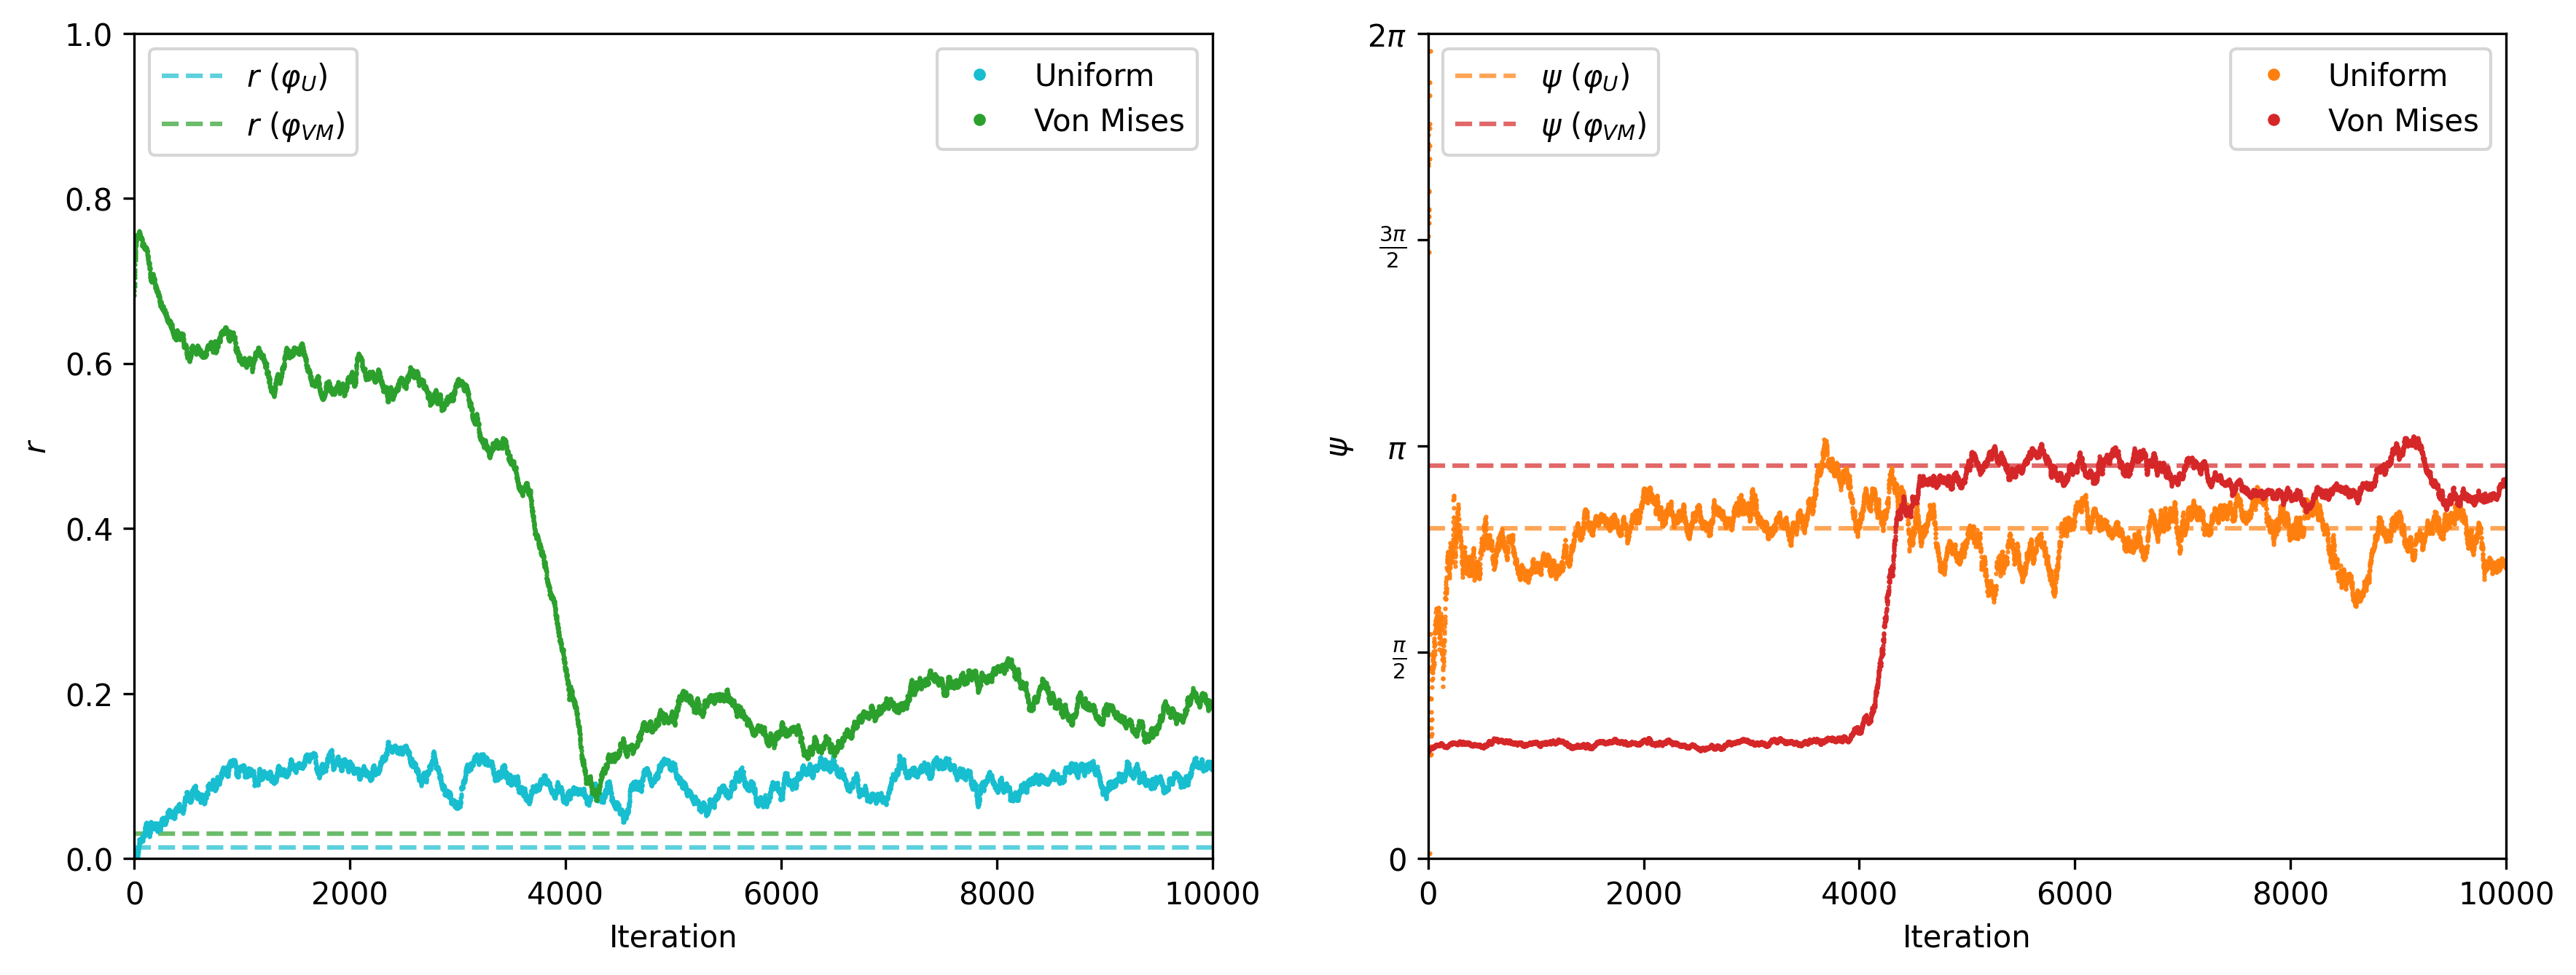 1.0
0.8
0.6
0.4
0.2
0.0
r
r (φ_U)
r (φ_VM)
Uniform
Von Mises
0 2000 4000 6000 8000 10000
Iteration
2π
3π/2
π
π/2
0
ψ
ψ (φ_U)
ψ (φ_VM)
Uniform
Von Mises
0 2000 4000 6000 8000 10000
Iteration